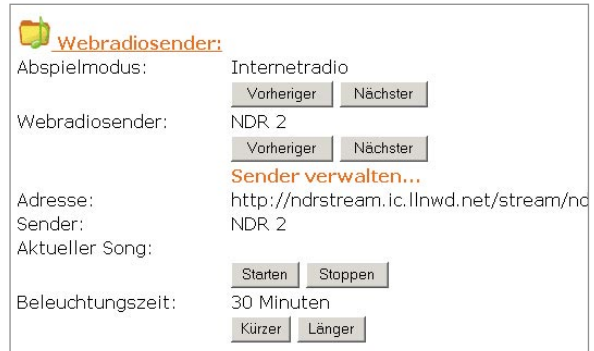 Webradiosender:
Abspielmodus: Internetradio
Vorheriger Nächster
Webradiosender: NDR 2
Vorheriger Nächster
Sender verwalten...
Adresse: http://ndrstream.ic.llnwd.net/stream/nd
Sender: NDR 2
Aktueller Song:
Starten Stoppen
Beleuchtungszeit: 30 Minuten
Kürzer Länger